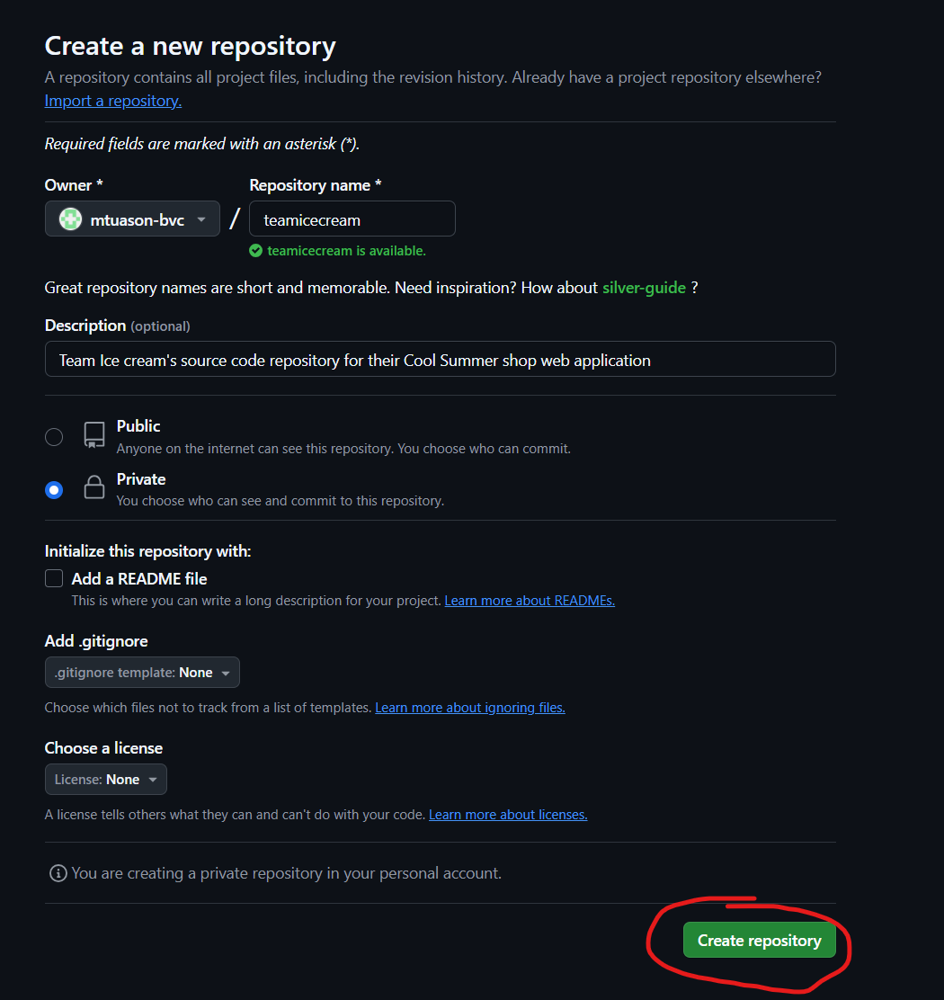 Create a new repository
A repository contains all project files, including the revision history. Already have a project repository elsewhere?
Import a repository.
Required fields are marked with an asterisk (*).
Owner * Repository name *
mtuason-bvc / teamicecream
teamicecream is available.
Great repository names are short and memorable. Need inspiration? How about silver-guide ?
Description (optional)
Team Ice cream's source code repository for their Cool Summer shop web application
Public
Anyone on the internet can see this repository. You choose who can commit.
Private
You choose who can see and commit to this repository.
Initialize this repository with:
Add a README file
This is where you can write a long description for your project. Learn more about READMEs.
Add .gitignore
.gitignore template: None
Choose which files not to track from a list of templates. Learn more about ignoring files.
Choose a license
License: None
A license tells others what they can and can't do with your code. Learn more about licenses.
You are creating a private repository in your personal account.
Create repository